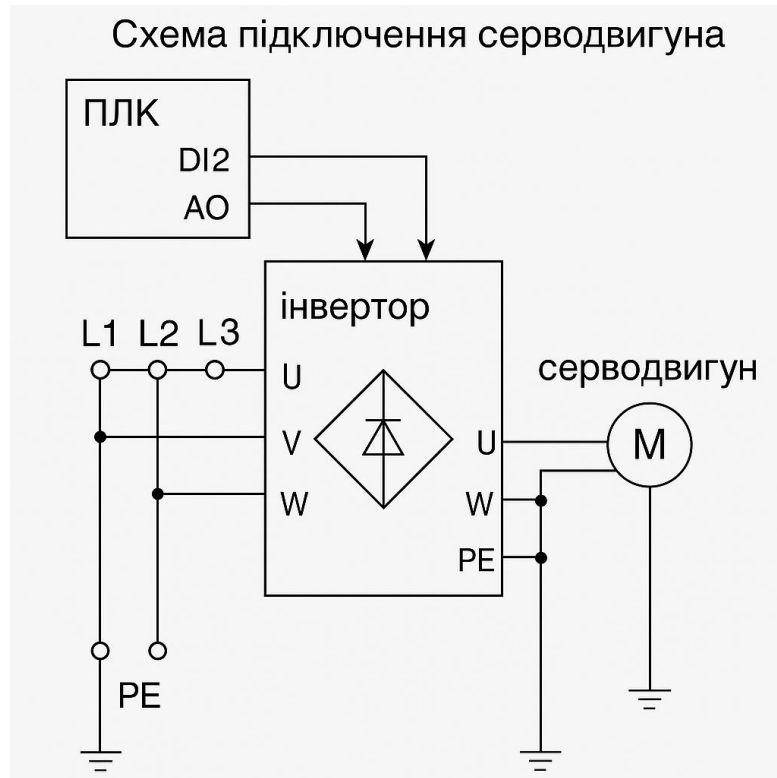 Схема підключення серводвигуна
ПЛК
DI2
AO
інвертор
L1 L2 L3
U
серводвигун
V
U
M
W
W
PE
PE